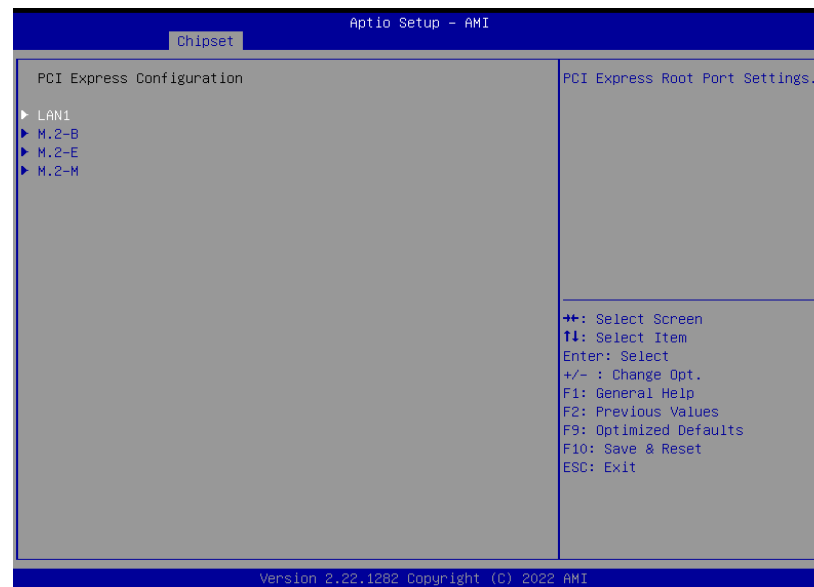 Aptio Setup – AMI
Chipset
PCI Express Configuration
PCI Express Root Port Settings.
▶ LAN1
▶ M.2-B
▶ M.2-E
▶ M.2-M
→←: Select Screen
↑↓: Select Item
Enter: Select
+/- : Change Opt.
F1: General Help
F2: Previous Values
F9: Optimized Defaults
F10: Save & Reset
ESC: Exit
Version 2.22.1282 Copyright (C) 2022 AMI